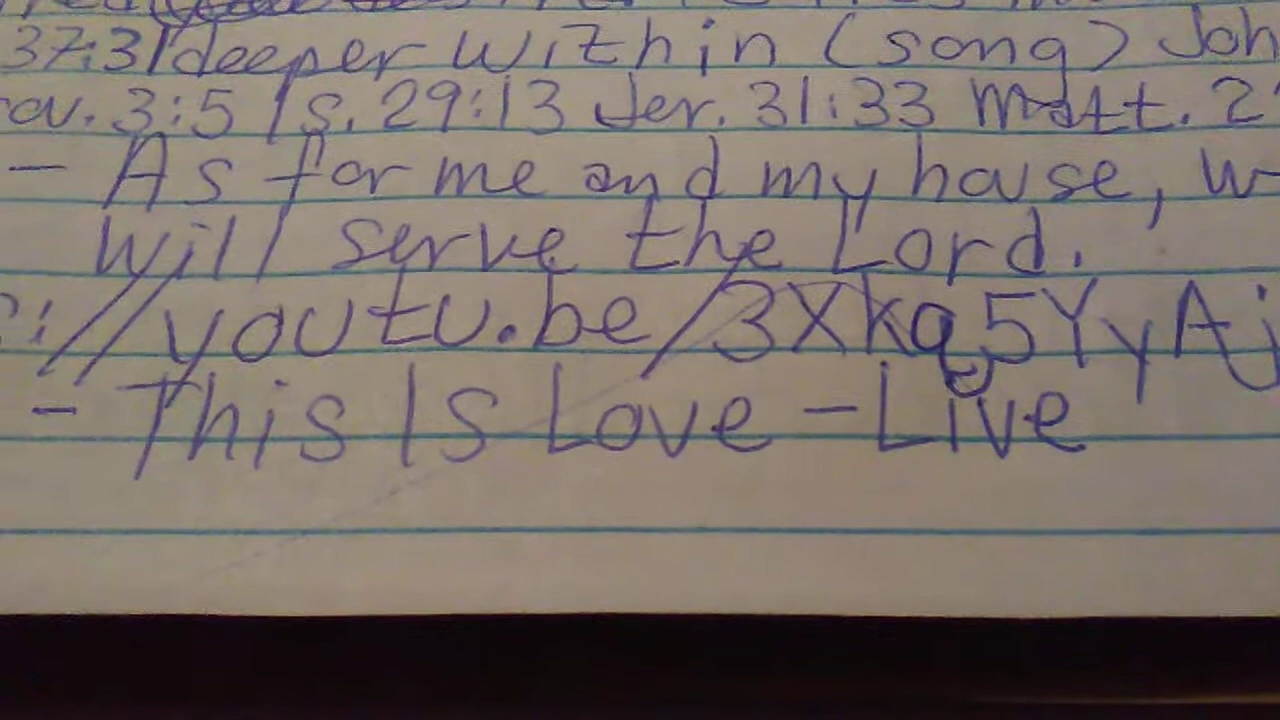 37:31 deeper within (song) Joh
ov. 3:5 Is. 29:13 Jer. 31:33 Matt. 2
- As for me and my house, w
will serve the Lord.
://youtu.be/3Xkq5YyAj
- This Is Love - Live